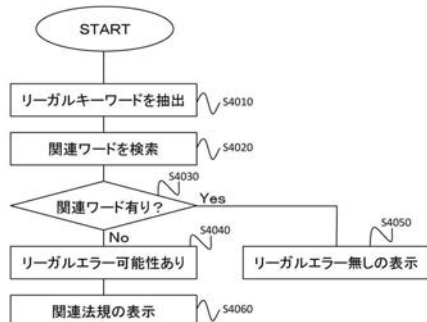 START
リーガルキーワードを抽出
S4010
関連ワードを検索
S4020
S4030
関連ワード有り？
Yes
No
S4040
S4050
リーガルエラー可能性あり
リーガルエラー無しの表示
関連法規の表示
S4060